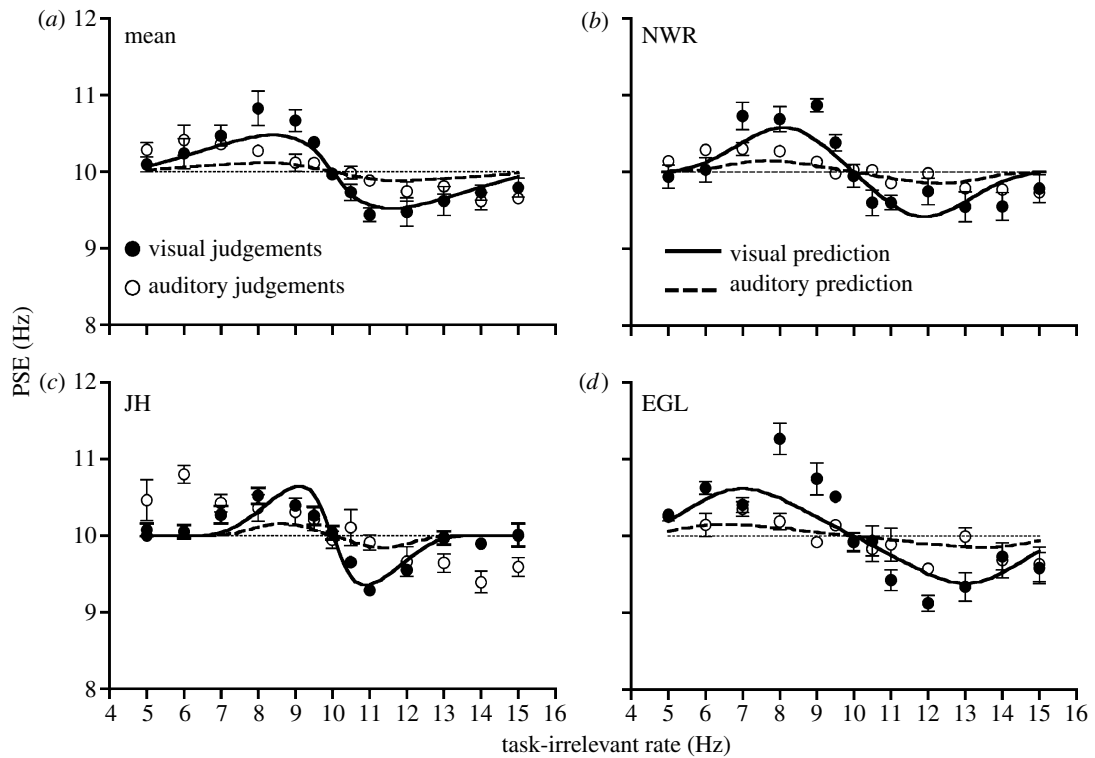 (a)
12
mean
11
10
9
8
visual judgements
auditory judgements
(b)
NWR
visual prediction
auditory prediction
PSE (Hz)
(c)
12
JH
11
10
9
8
4 5 6 7 8 9 10 11 12 13 14 15 16
(d)
EGL
4 5 6 7 8 9 10 11 12 13 14 15 16
task-irrelevant rate (Hz)